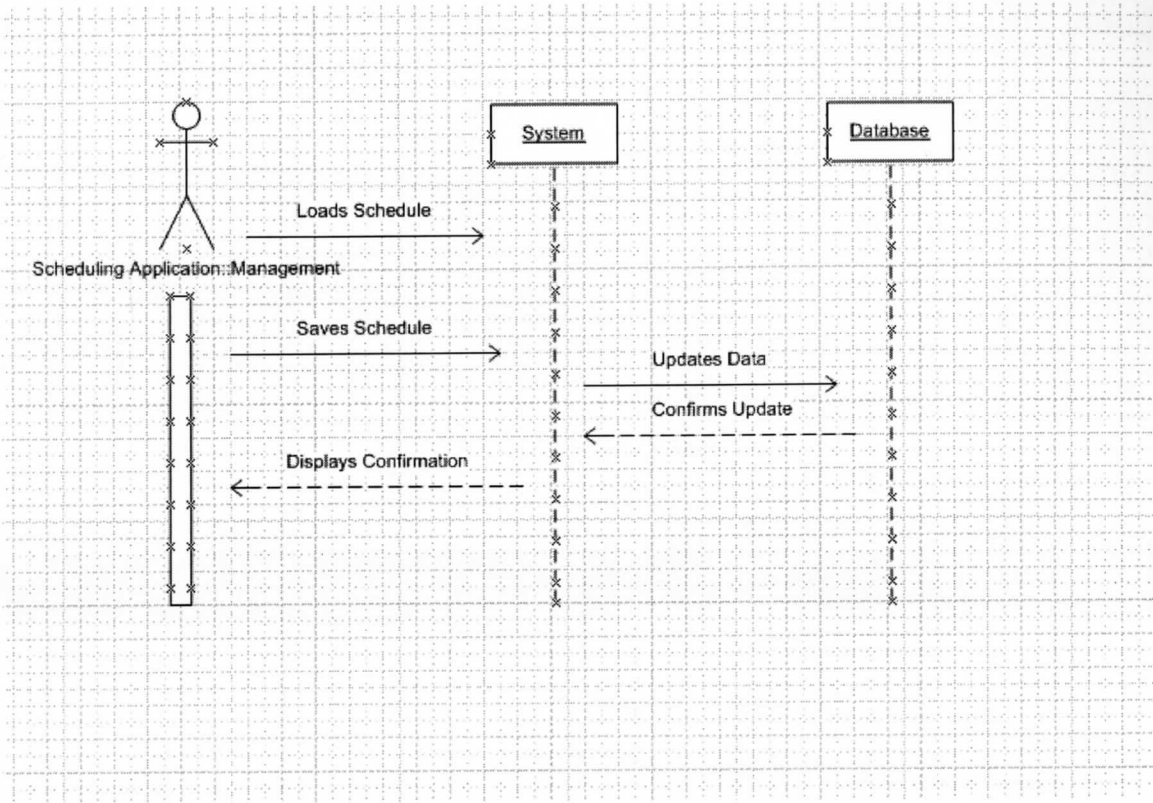 System
Database
Loads Schedule
Scheduling Application::Management
Saves Schedule
Updates Data
Confirms Update
Displays Confirmation